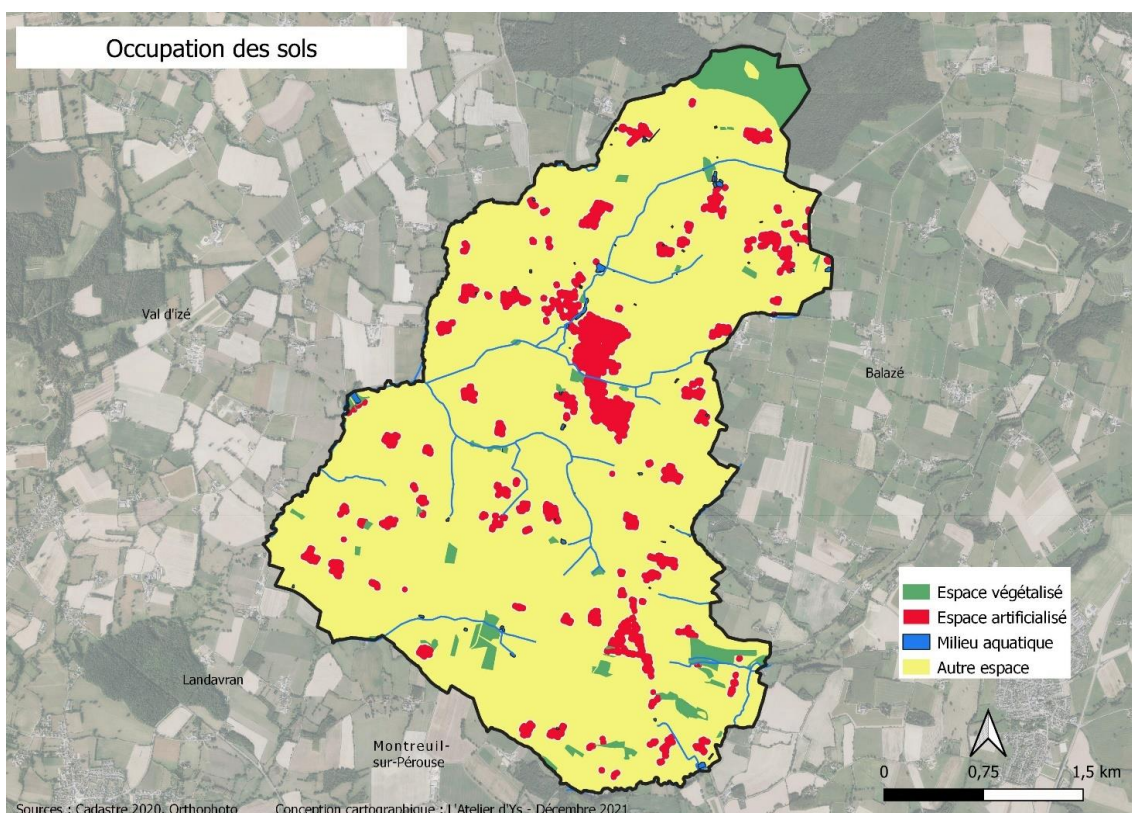 Occupation des sols
Val d'izé
Balazé
Espace végétalisé
Espace artificialisé
Milieu aquatique
Autre espace
Landavran
Montreuil-
sur-Pérouse
0 0,75 1,5 km
Sources : Cadastre 2020, Orthophoto Conception cartographique : L'Atelier d'Ys - Décembre 2021